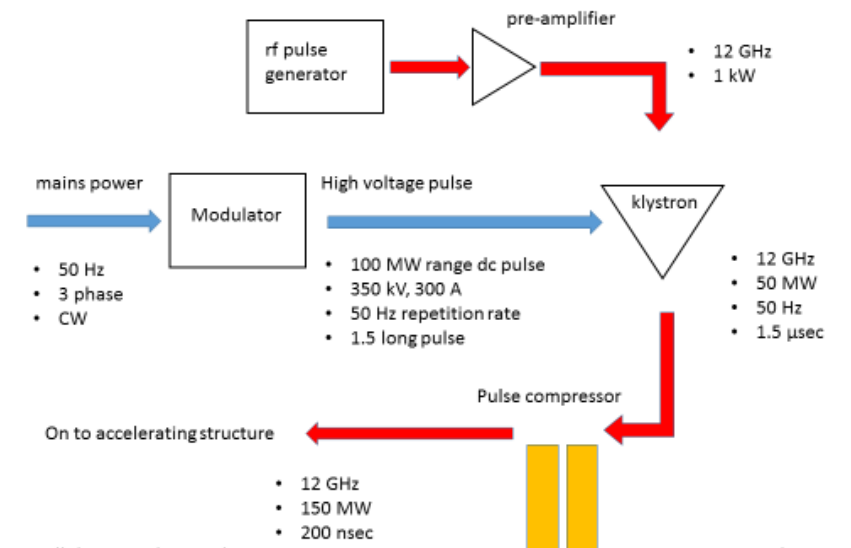 pre-amplifier
rf pulse
generator
• 12 GHz
• 1 kW
mains power
Modulator
High voltage pulse
klystron
• 50 Hz
• 3 phase
• CW
• 100 MW range dc pulse
• 350 kV, 300 A
• 50 Hz repetition rate
• 1.5 long pulse
• 12 GHz
• 50 MW
• 50 Hz
• 1.5 μsec
Pulse compressor
On to accelerating structure
• 12 GHz
• 150 MW
• 200 nsec